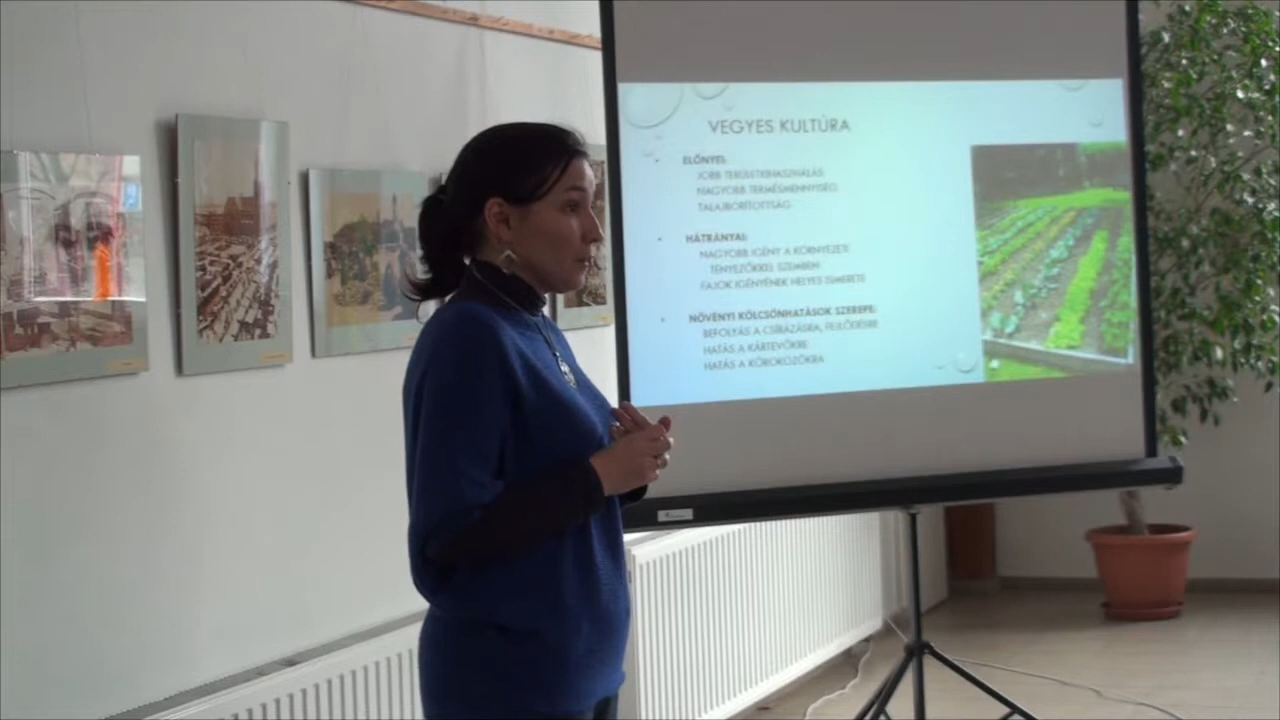 VEGYES KULTÚRA
ELŐNYEI:
JOBB TERÜLETKIHASZNÁLÁS
NAGYOBB TERMÉSMENNYISÉG
TALAJBORÍTOTTSÁG
HÁTRÁNYAI:
NAGYOBB IGÉNY A KÖRNYEZETI
TÉNYEZŐKKEL SZEMBEN
FAJOK IGÉNYÉNEK HELYES ISMERETE
NÖVÉNYI KÖLCSÖNHATÁSOK SZEREPE:
BEFOLYÁS A CSÍRÁZÁSRA, FEJLŐDÉSRE
HATÁS A KÁRTEVŐKRE
HATÁS A KÓROKOZÓKRA